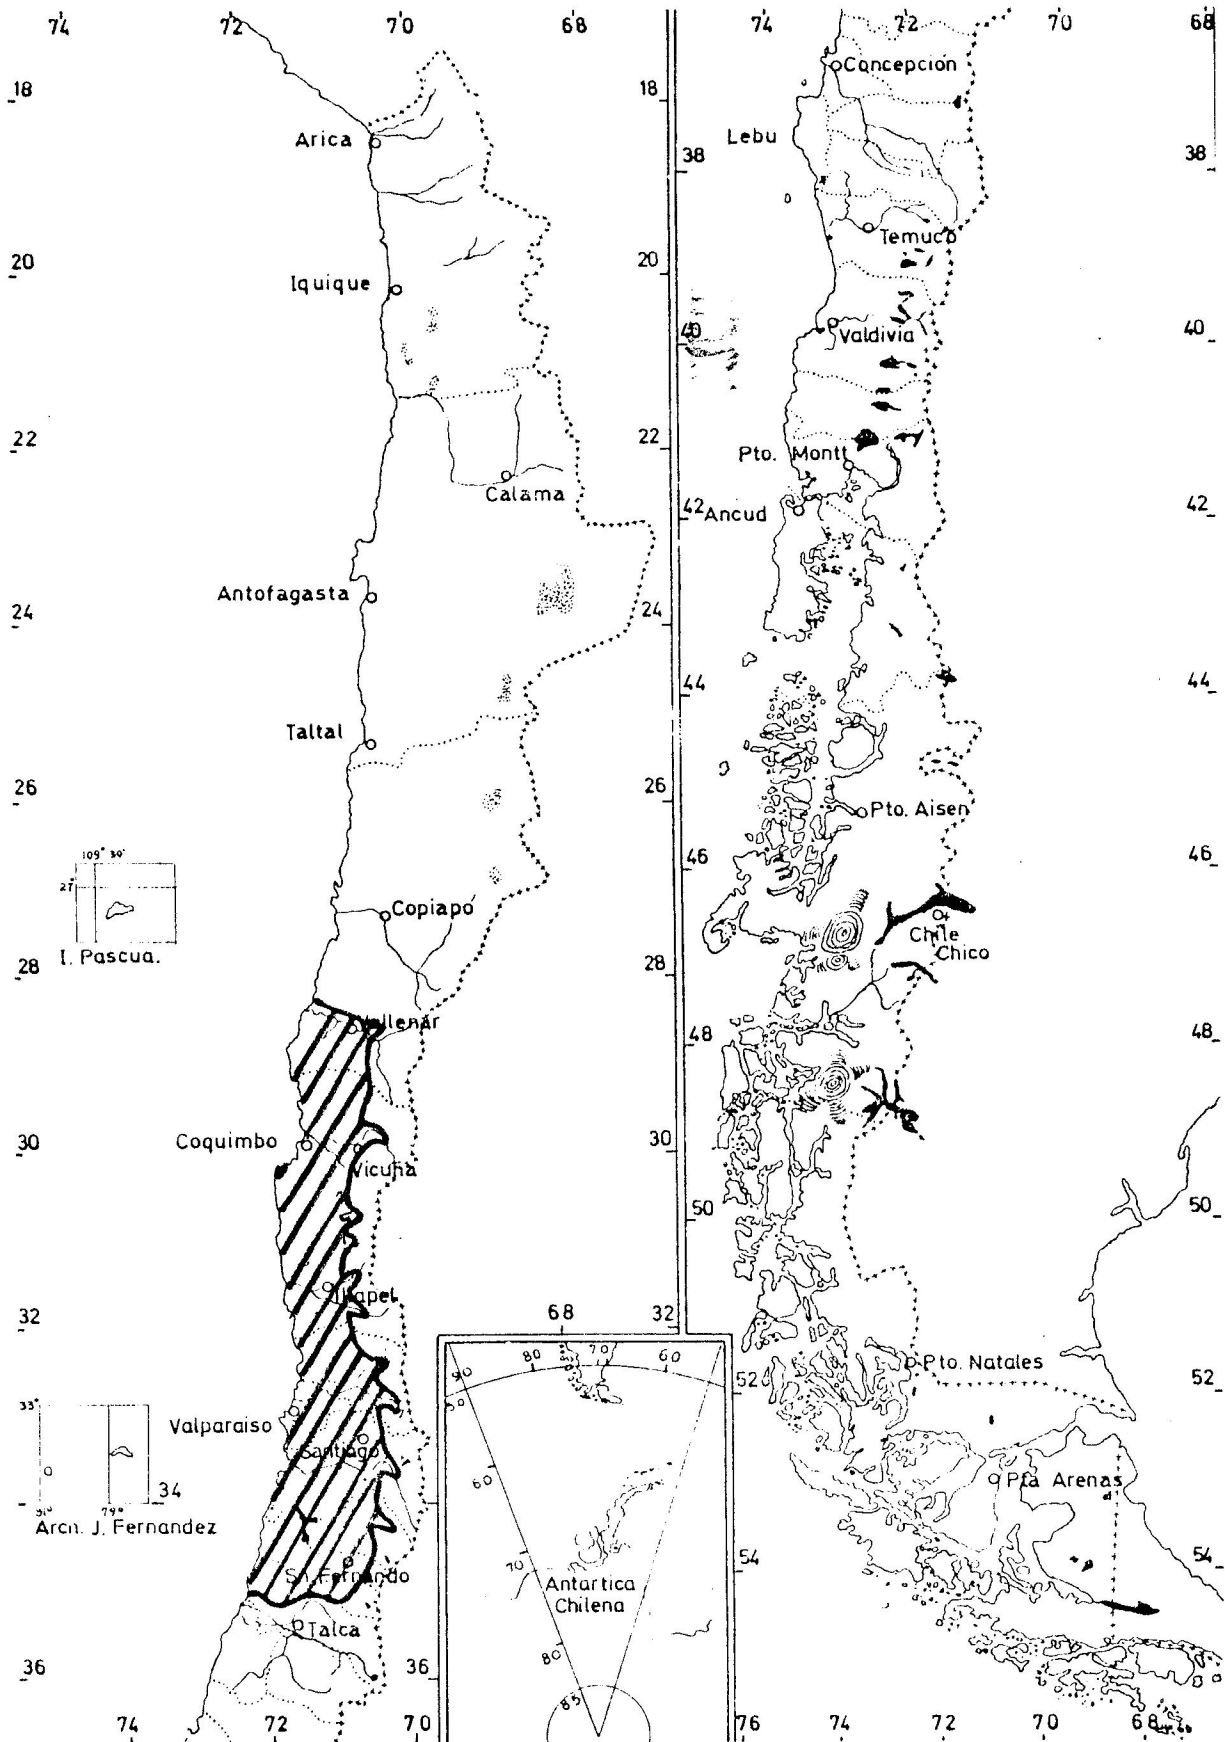 74 72 70 68 74 72 70 68
Concepción
18 18
Arica
Lebu
38 38
Temuco
20 20
Iquique
Valdivia
40 40
22 22
Pto. Montt
Calama
42 Ancud 42
Antofagasta
24 24
44 44
Taltal
26 26
Pto. Aisen
46 46
109° 30'
27°
I. Pascua.
Copiapó
Chile
Chico
28 28
Vallenar
48 48
Coquimbo
30 30
Vicuña
50 50
Illapel
32 68 32
80 70 60
90
Pto. Natales
52 52
33°
Valparaiso
Santiago
79°
34
Arch. J. Fernandez
60
Pta Arenas
70
54 54
Sn. Fernando
Antartica
Chilena
Talca
80
36 36
85
74 72 70 76 74 72 70 68